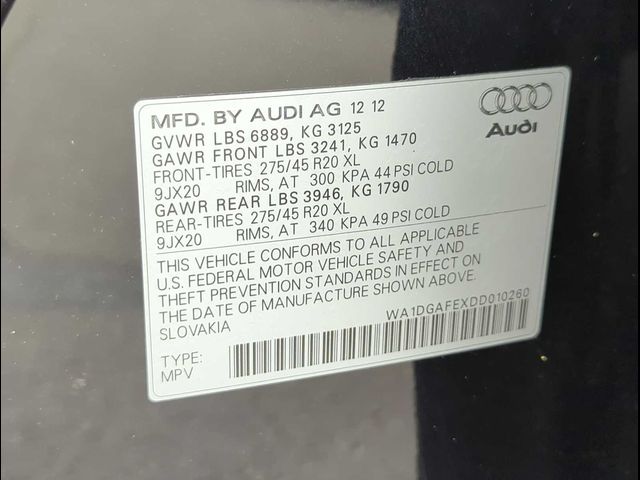 MFD. BY AUDI AG 12 12
GVWR LBS 6889, KG 3125
GAWR FRONT LBS 3241, KG 1470
FRONT-TIRES 275/45 R20 XL
9JX20 RIMS, AT 300 KPA 44 PSI COLD
GAWR REAR LBS 3946, KG 1790
REAR-TIRES 275/45 R20 XL
9JX20 RIMS, AT 340 KPA 49 PSI COLD
THIS VEHICLE CONFORMS TO ALL APPLICABLE
U.S. FEDERAL MOTOR VEHICLE SAFETY AND
THEFT PREVENTION STANDARDS IN EFFECT ON
THE DATE OF MANUFACTURE SHOWN ABOVE.
SLOVAKIA
WA1DGAFEXDD010260
TYPE:
MPV
Audi